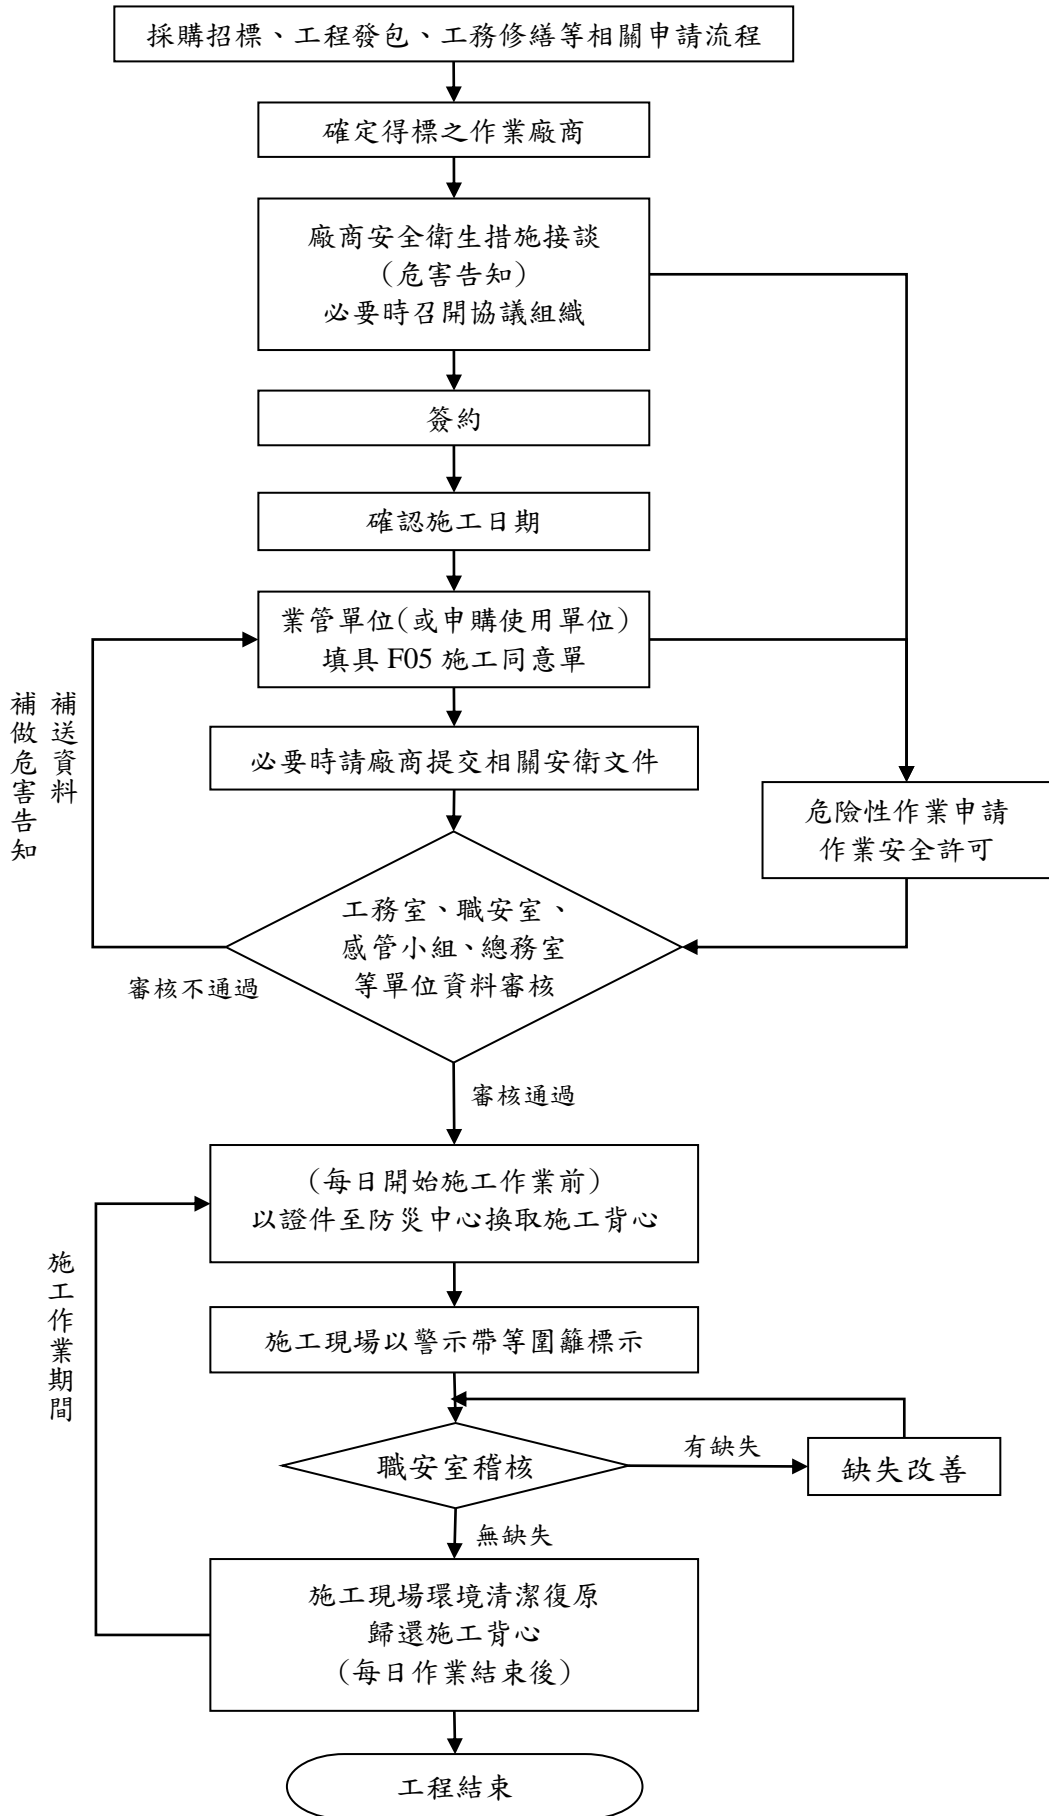 採購招標、工程發包、工務修繕等相關申請流程
確定得標之作業廠商
廠商安全衛生措施接談
(危害告知)
必要時召開協議組織
簽約
確認施工日期
業管單位(或申購使用單位)
填具 F05 施工同意單
補送資料
補做危害告知
必要時請廠商提交相關安衛文件
危險性作業申請
作業安全許可
工務室、職安室、
感管小組、總務室
等單位資料審核
審核不通過
審核通過
(每日開始施工作業前)
以證件至防災中心換取施工背心
施工作業期間
施工現場以警示帶等圍籬標示
職安室稽核
有缺失
缺失改善
無缺失
施工現場環境清潔復原
歸還施工背心
(每日作業結束後)
工程結束